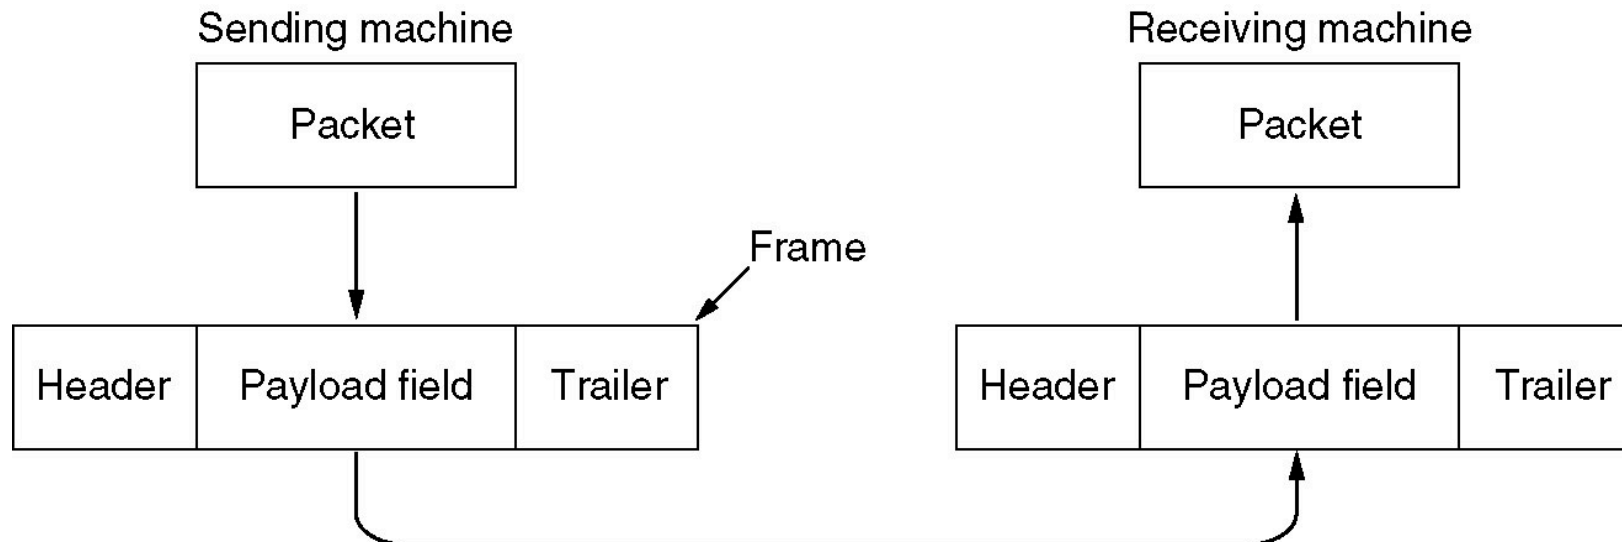 Sending machine
Receiving machine
Packet
Packet
Frame
Header
Payload field
Trailer
Header
Payload field
Trailer